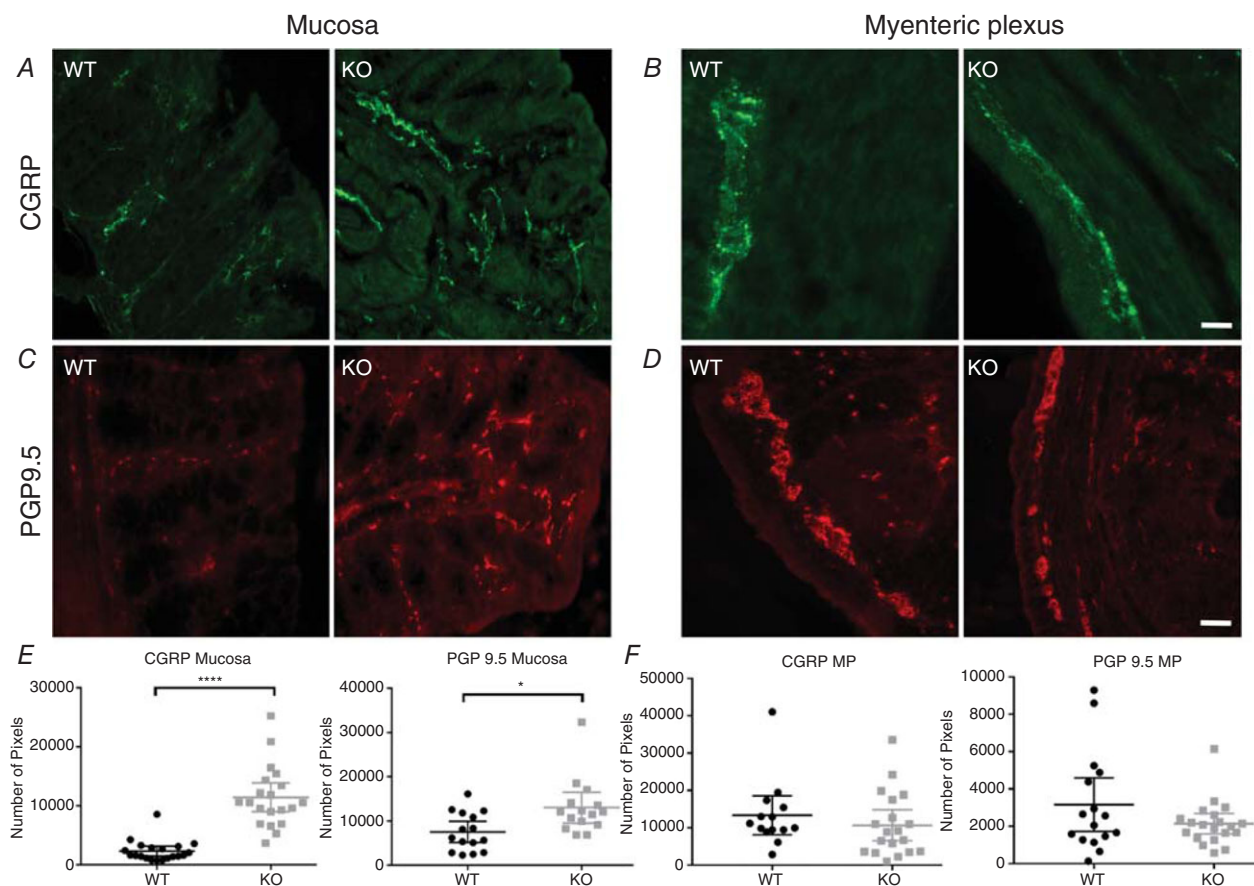 Mucosa Myenteric plexus
A WT KO B WT KO
CGRP
C WT KO D WT KO
PGP9.5
E CGRP Mucosa PGP 9.5 Mucosa F CGRP MP PGP 9.5 MP
**** *
Number of Pixels
30000
20000
10000
0
WT KO
Number of Pixels
40000
30000
20000
10000
0
WT KO
Number of Pixels
50000
40000
30000
20000
10000
0
WT KO
Number of Pixels
10000
8000
6000
4000
2000
0
WT KO